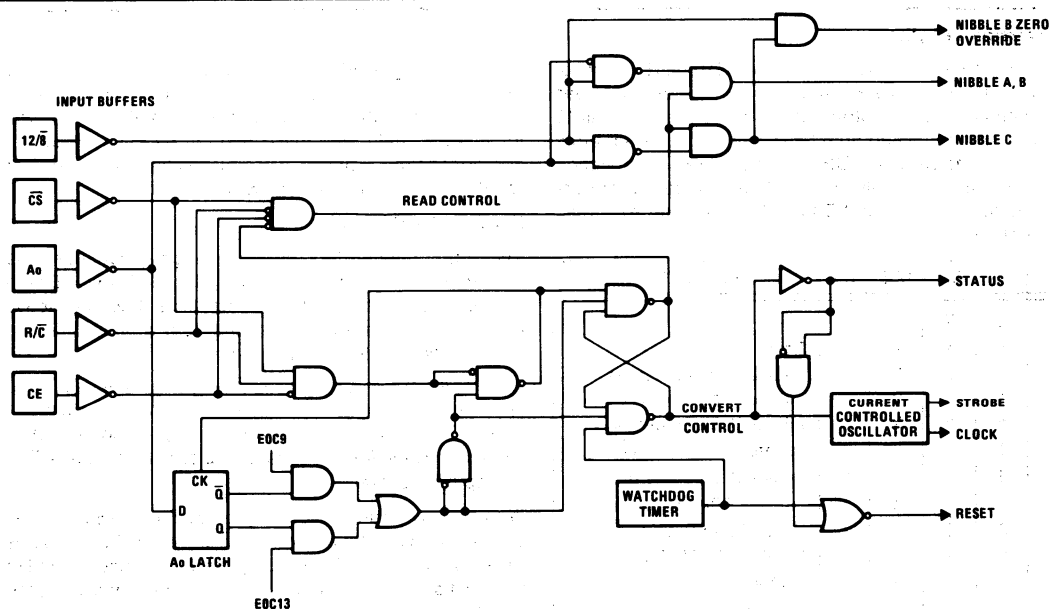 NIBBLE B ZERO
OVERRIDE
NIBBLE A, B
INPUT BUFFERS
12/8̅
NIBBLE C
C̅S̅
READ CONTROL
Ao
STATUS
R/C̅
CE
CONVERT
CONTROL
CURRENT
CONTROLLED
OSCILLATOR
STROBE
CLOCK
EOC9
CK
Q̅
D
Q
WATCHDOG
TIMER
RESET
Ao LATCH
EOC13